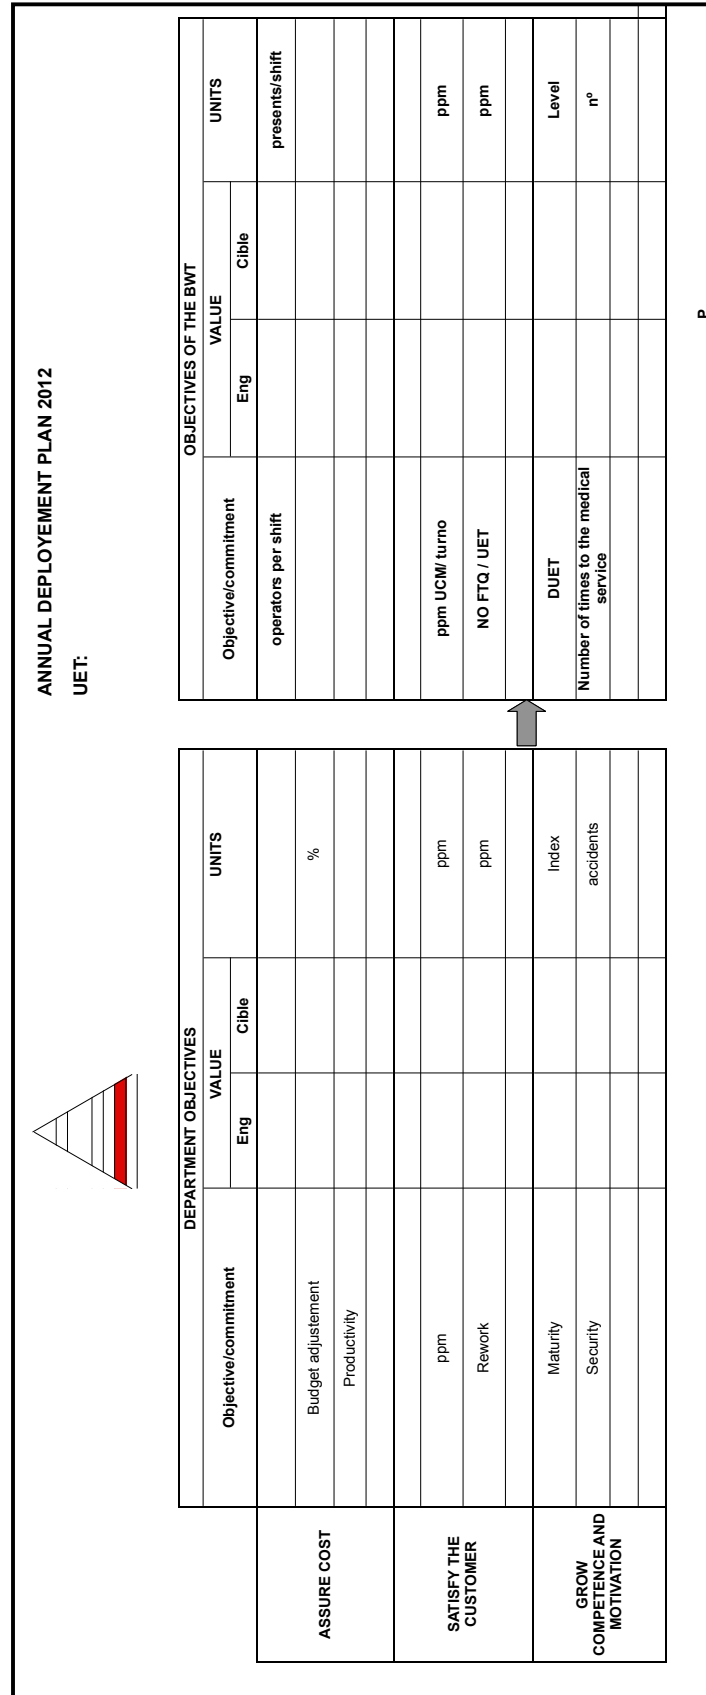 ANNUAL DEPLOYEMENT PLAN 2012
UET:
DEPARTMENT OBJECTIVES
OBJECTIVES OF THE BWT
Objective/commitment
VALUE
UNITS
Objective/commitment
VALUE
UNITS
Eng
Cible
Eng
Cible
ASSURE COST
operators per shift
presents/shift
Budget adjustement
%
Productivity
SATISFY THE
CUSTOMER
ppm
ppm
ppm UCM/ turno
ppm
Rework
ppm
NO FTQ / UET
ppm
GROW
COMPETENCE AND
MOTIVATION
Maturity
Index
DUET
Level
Security
accidents
Number of times to the medical
service
nº